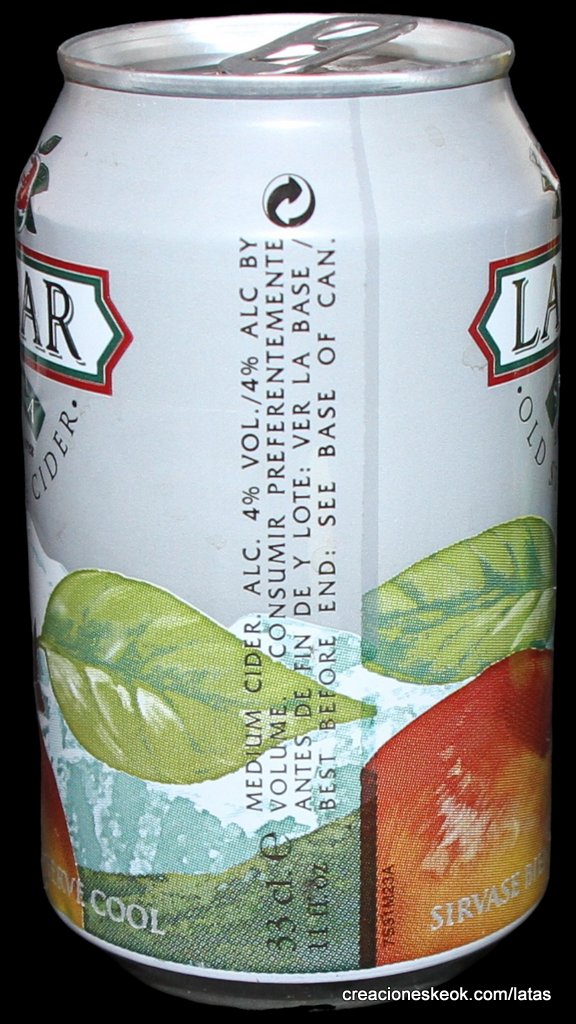 AR
CIDER
LA
OLD
MEDIUM CIDER. ALC. 4% VOL./4% ALC BY
VOLUME. CONSUMIR PREFERENTEMENTE
ANTES DE FIN DE Y LOTE: VER LA BASE /
BEST BEFORE END: SEE BASE OF CAN.
33 cl. e
11 fl oz
COOL
7531M23A
SIRVASE
creacioneskeok.com/latas